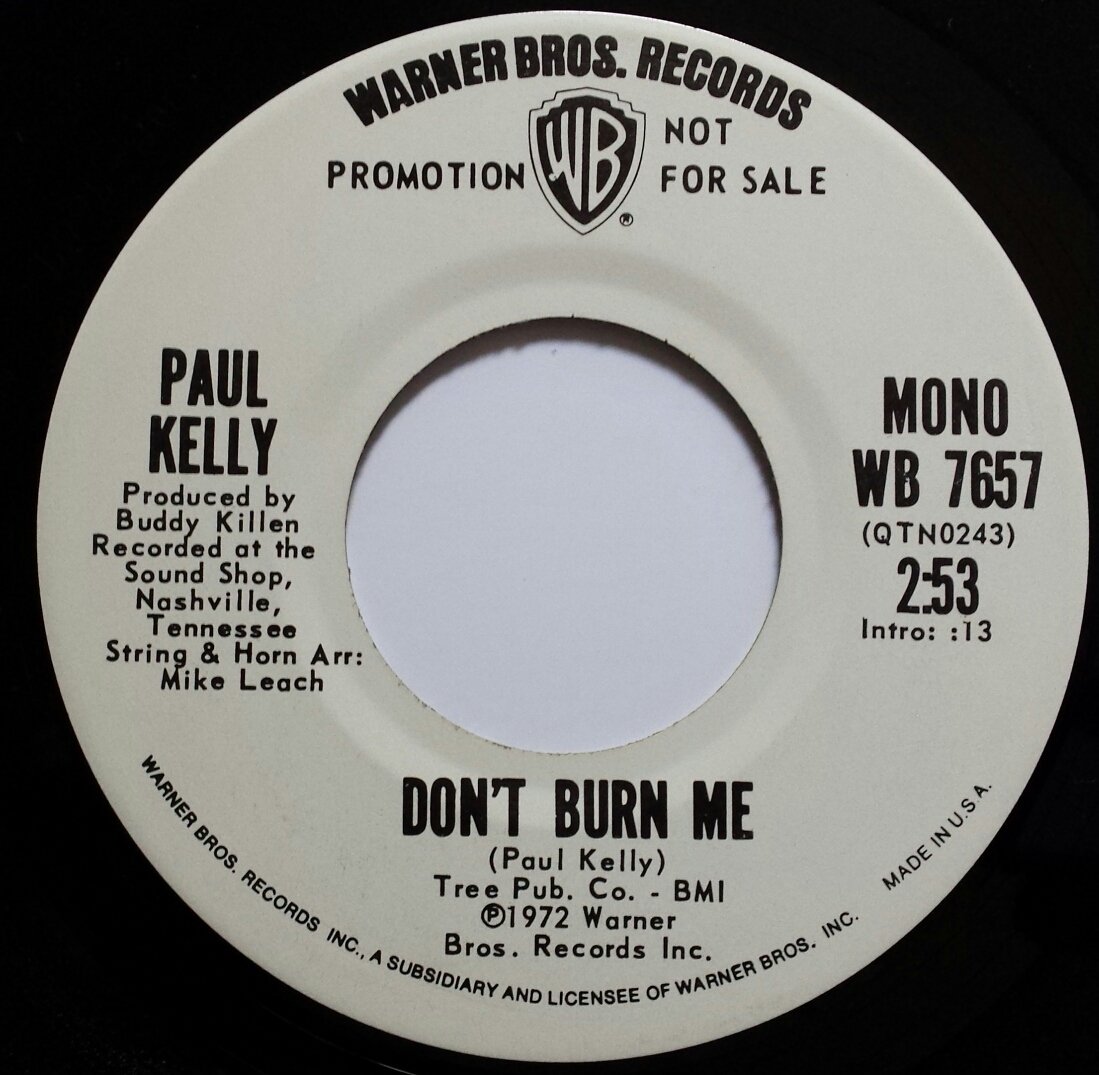 WARNER BROS. RECORDS
WB
®
PROMOTION
NOT
FOR SALE
PAUL
KELLY
Produced by
Buddy Killen
Recorded at the
Sound Shop,
Nashville,
Tennessee
String & Horn Arr:
Mike Leach
MONO
WB 7657
(QTN0243)
2:53
Intro: :13
DON'T BURN ME
(Paul Kelly)
Tree Pub. Co. - BMI
℗1972 Warner
Bros. Records Inc.
WARNER BROS. RECORDS INC., A SUBSIDIARY AND LICENSEE OF WARNER BROS. INC.
MADE IN U.S.A.